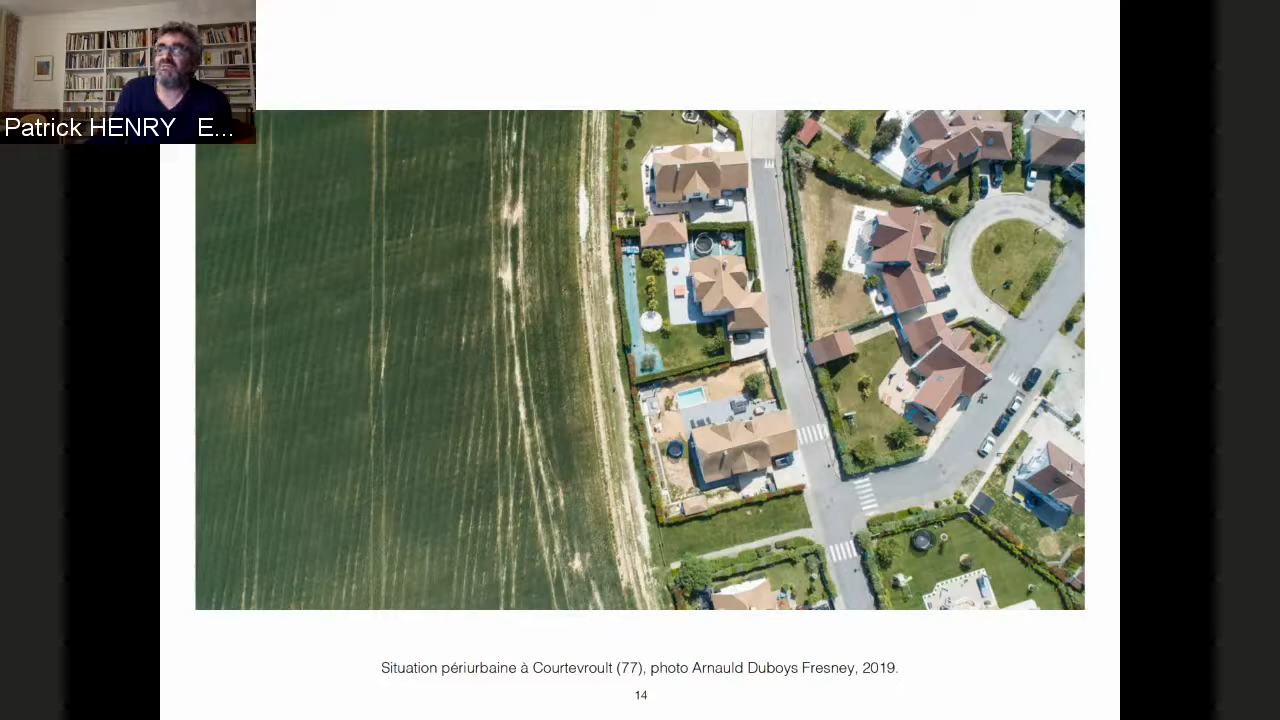 Patrick HENRY E...
Situation périurbaine à Courtevroult (77), photo Arnauld Duboys Fresney, 2019.
14